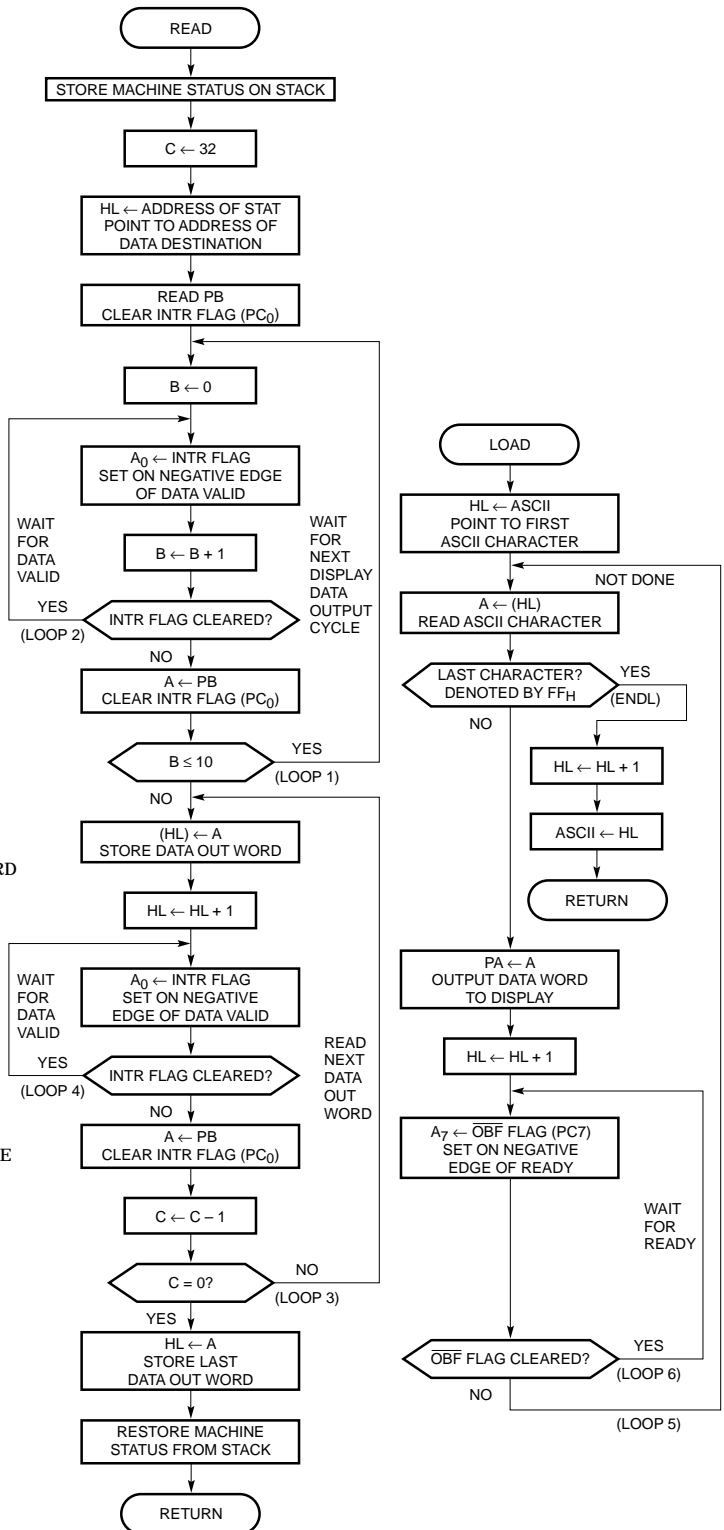 READ
STORE MACHINE STATUS ON STACK
C ← 32
HL ← ADDRESS OF STAT
POINT TO ADDRESS OF
DATA DESTINATION
READ PB
CLEAR INTR FLAG (PC0)
B ← 0
A0 ← INTR FLAG
SET ON NEGATIVE EDGE
OF DATA VALID
WAIT
FOR
DATA
VALID
B ← B + 1
WAIT
FOR
NEXT
DISPLAY
DATA
OUTPUT
CYCLE
YES
(LOOP 2)
INTR FLAG CLEARED?
NO
A ← PB
CLEAR INTR FLAG (PC0)
B ≤ 10
YES
(LOOP 1)
NO
(HL) ← A
STORE DATA OUT WORD
RD
HL ← HL + 1
WAIT
FOR
DATA
VALID
A0 ← INTR FLAG
SET ON NEGATIVE
EDGE OF DATA VALID
READ
NEXT
DATA
OUT
WORD
YES
(LOOP 4)
INTR FLAG CLEARED?
NO
A ← PB
CLEAR INTR FLAG (PC0)
E
C ← C – 1
C = 0?
NO
(LOOP 3)
YES
HL ← A
STORE LAST
DATA OUT WORD
RESTORE MACHINE
STATUS FROM STACK
RETURN
LOAD
HL ← ASCII
POINT TO FIRST
ASCII CHARACTER
NOT DONE
A ← (HL)
READ ASCII CHARACTER
LAST CHARACTER?
DENOTED BY FFH
YES
(ENDL)
NO
HL ← HL + 1
ASCII ← HL
RETURN
PA ← A
OUTPUT DATA WORD
TO DISPLAY
HL ← HL + 1
A7 ← O̅B̅F̅ FLAG (PC7)
SET ON NEGATIVE
EDGE OF READY
WAIT
FOR
READY
O̅B̅F̅ FLAG CLEARED?
YES
(LOOP 6)
NO
(LOOP 5)